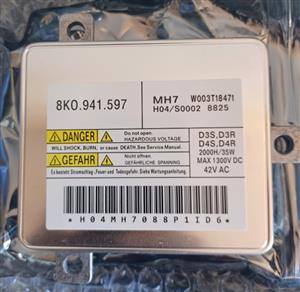 8K0.941.597
MH7 W003T18471
H04/S0002 8825
DANGER
Do not open.
HAZARDOUS VOLTAGE
WILL SHOCK, BURN, or CAUSE DEATH.See Service Manual.
GEFAHR
Nicht öffnen.
GEFÄHRLICHE SPANNUNG
Es besteht Stromschlag-,Feuer -und Todesgefahr. Siehe Wartungsanleitung.
D3S,D3R
D4S,D4R
2000H/35W
MAX 1300V DC
42V AC
*H04MH7088P1ID6*